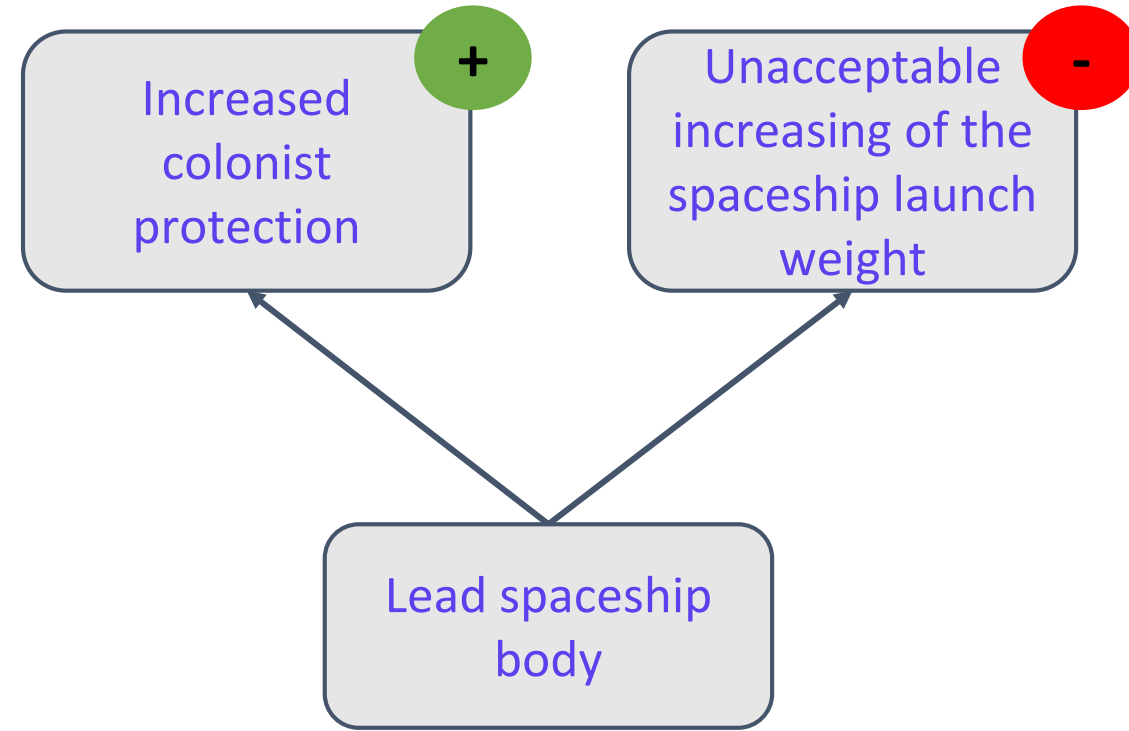 Increased
colonist
protection
+
Unacceptable
increasing of the
spaceship launch
weight
-
Lead spaceship
body